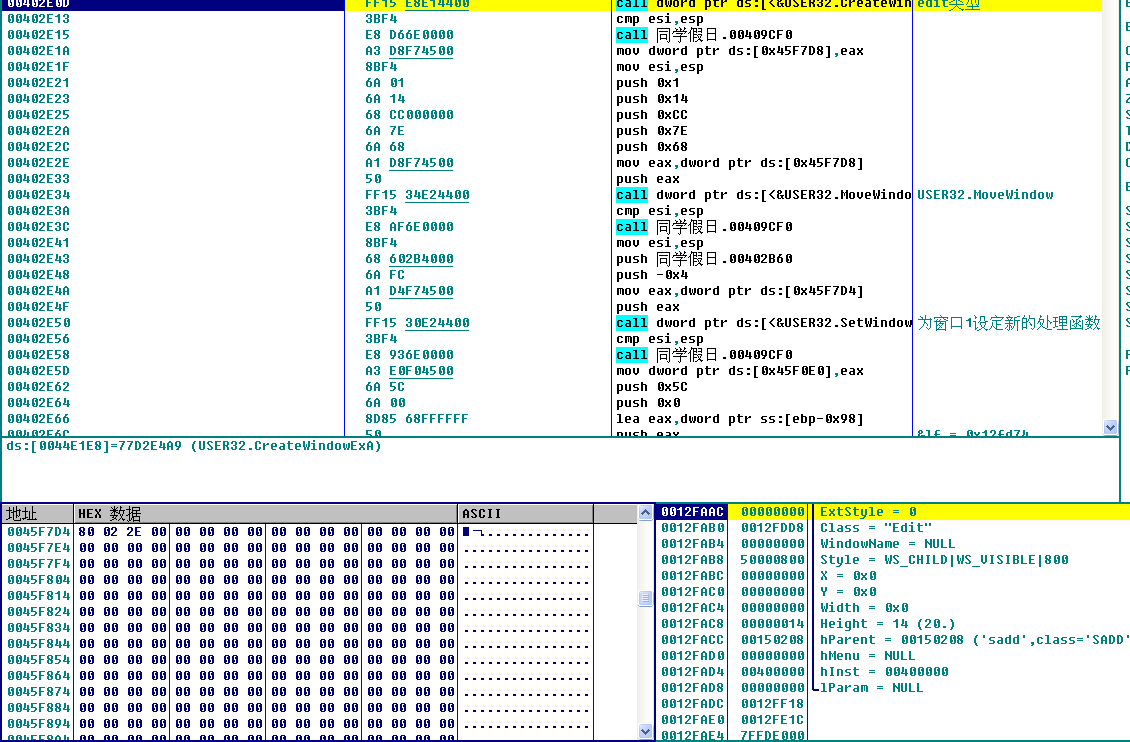 00402E0D FF15 E8E14400 call dword ptr ds:[<&USER32.CreateWin edit类型
00402E13 3BF4 cmp esi,esp
00402E15 E8 D66E0000 call 同学假日.00409CF0
00402E1A A3 D8F74500 mov dword ptr ds:[0x45F7D8],eax
00402E1F 8BF4 mov esi,esp
00402E21 6A 01 push 0x1
00402E23 6A 14 push 0x14
00402E25 68 CC000000 push 0xCC
00402E2A 6A 7E push 0x7E
00402E2C 6A 68 push 0x68
00402E2E A1 D8F74500 mov eax,dword ptr ds:[0x45F7D8]
00402E33 50 push eax
00402E34 FF15 34E24400 call dword ptr ds:[<&USER32.MoveWindo USER32.MoveWindow
00402E3A 3BF4 cmp esi,esp
00402E3C E8 AF6E0000 call 同学假日.00409CF0
00402E41 8BF4 mov esi,esp
00402E43 68 602B4000 push 同学假日.00402B60
00402E48 6A FC push -0x4
00402E4A A1 D4F74500 mov eax,dword ptr ds:[0x45F7D4]
00402E4F 50 push eax
00402E50 FF15 30E24400 call dword ptr ds:[<&USER32.SetWindow 为窗口1设定新的处理函数
00402E56 3BF4 cmp esi,esp
00402E58 E8 936E0000 call 同学假日.00409CF0
00402E5D A3 E0F04500 mov dword ptr ds:[0x45F0E0],eax
00402E62 6A 5C push 0x5C
00402E64 6A 00 push 0x0
00402E66 8D85 68FFFFFF lea eax,dword ptr ss:[ebp-0x98]
00402E6C 50 push eax &lf = 0x12fd74
ds:[0044E1E8]=77D2E4A9 (USER32.CreateWindowExA)
地址 HEX 数据 ASCII
0045F7D4 80 02 2E 00 00 00 00 00 00 00 00 00 00 00 00 00
0045F7E4 00 00 00 00 00 00 00 00 00 00 00 00 00 00 00 00 ................
0045F7F4 00 00 00 00 00 00 00 00 00 00 00 00 00 00 00 00 ................
0045F804 00 00 00 00 00 00 00 00 00 00 00 00 00 00 00 00 ................
0045F814 00 00 00 00 00 00 00 00 00 00 00 00 00 00 00 00 ................
0045F824 00 00 00 00 00 00 00 00 00 00 00 00 00 00 00 00 ................
0045F834 00 00 00 00 00 00 00 00 00 00 00 00 00 00 00 00 ................
0045F844 00 00 00 00 00 00 00 00 00 00 00 00 00 00 00 00 ................
0045F854 00 00 00 00 00 00 00 00 00 00 00 00 00 00 00 00 ................
0045F864 00 00 00 00 00 00 00 00 00 00 00 00 00 00 00 00 ................
0045F874 00 00 00 00 00 00 00 00 00 00 00 00 00 00 00 00 ................
0045F884 00 00 00 00 00 00 00 00 00 00 00 00 00 00 00 00 ................
0045F894 00 00 00 00 00 00 00 00 00 00 00 00 00 00 00 00 ................
0045F8A4 00 00 00 00 00 00 00 00 00 00 00 00 00 00 00 00
0012FAAC 00000000 ExtStyle = 0
0012FAB0 0012FDD8 Class = "Edit"
0012FAB4 00000000 WindowName = NULL
0012FAB8 50000800 Style = WS_CHILD|WS_VISIBLE|800
0012FABC 00000000 X = 0x0
0012FAC0 00000000 Y = 0x0
0012FAC4 00000000 Width = 0x0
0012FAC8 00000014 Height = 14 (20.)
0012FACC 00150208 hParent = 00150208 ('sadd',class='SADD'
0012FAD0 00000000 hMenu = NULL
0012FAD4 00400000 hInst = 00400000
0012FAD8 00000000 lParam = NULL
0012FADC 0012FF18
0012FAE0 0012FE1C
0012FAE4 7FFDE000